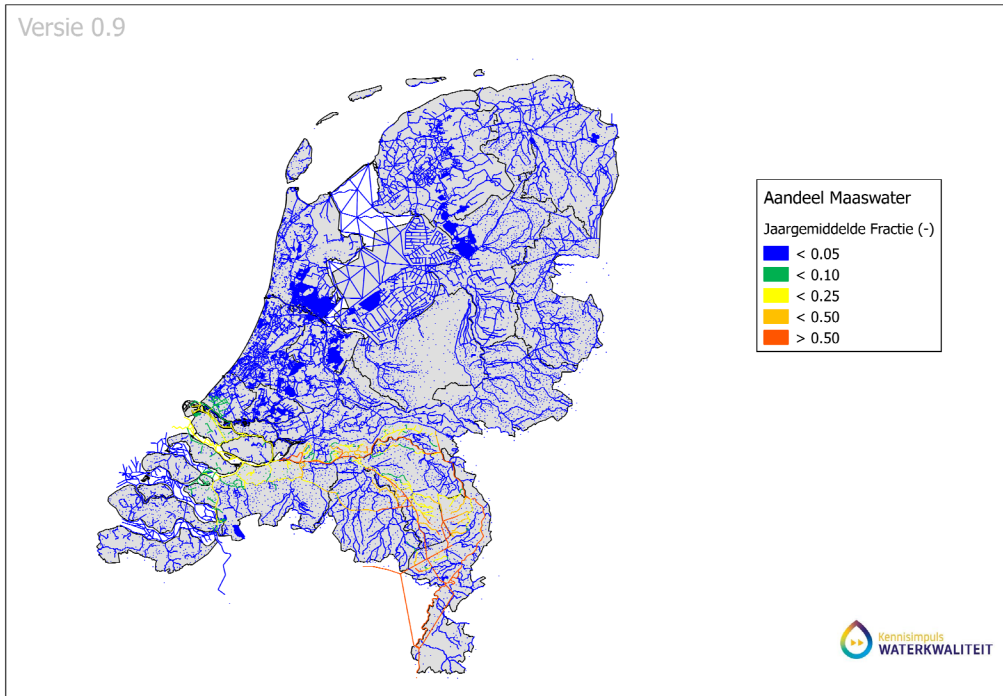 Versie 0.9
Aandeel Maaswater
Jaargemiddelde Fractie (-)
< 0.05
< 0.10
< 0.25
< 0.50
> 0.50
Kennisimpuls
WATERKWALITEIT